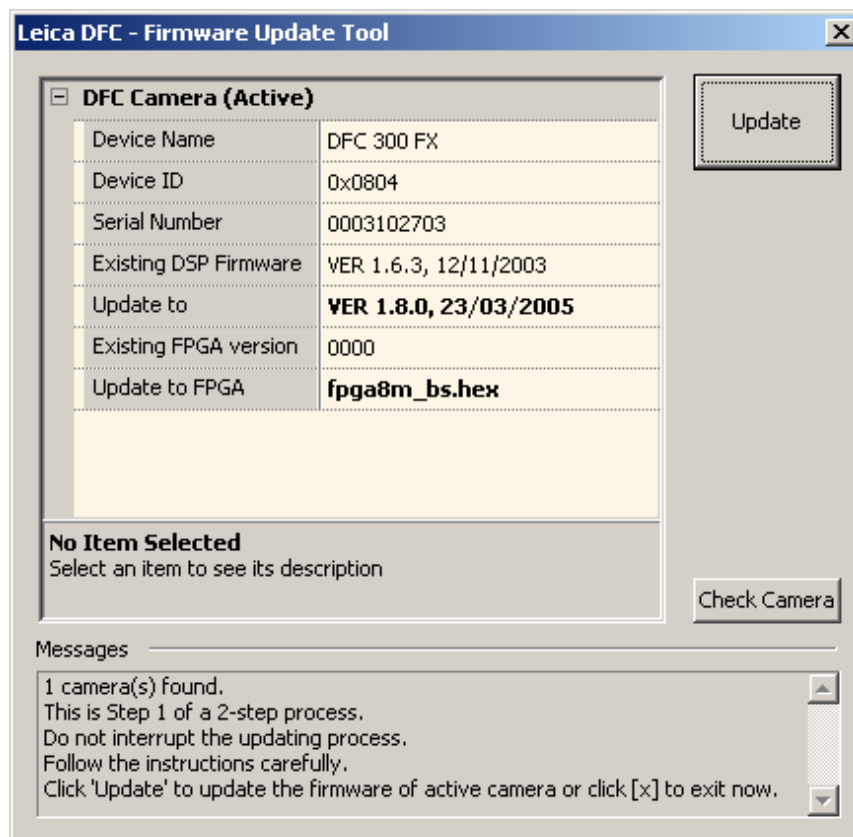 Leica DFC - Firmware Update Tool
DFC Camera (Active)
Update
Device Name DFC 300 FX
Device ID 0x0804
Serial Number 0003102703
Existing DSP Firmware VER 1.6.3, 12/11/2003
Update to VER 1.8.0, 23/03/2005
Existing FPGA version 0000
Update to FPGA fpga8m_bs.hex
No Item Selected
Select an item to see its description
Check Camera
Messages
1 camera(s) found.
This is Step 1 of a 2-step process.
Do not interrupt the updating process.
Follow the instructions carefully.
Click 'Update' to update the firmware of active camera or click [x] to exit now.